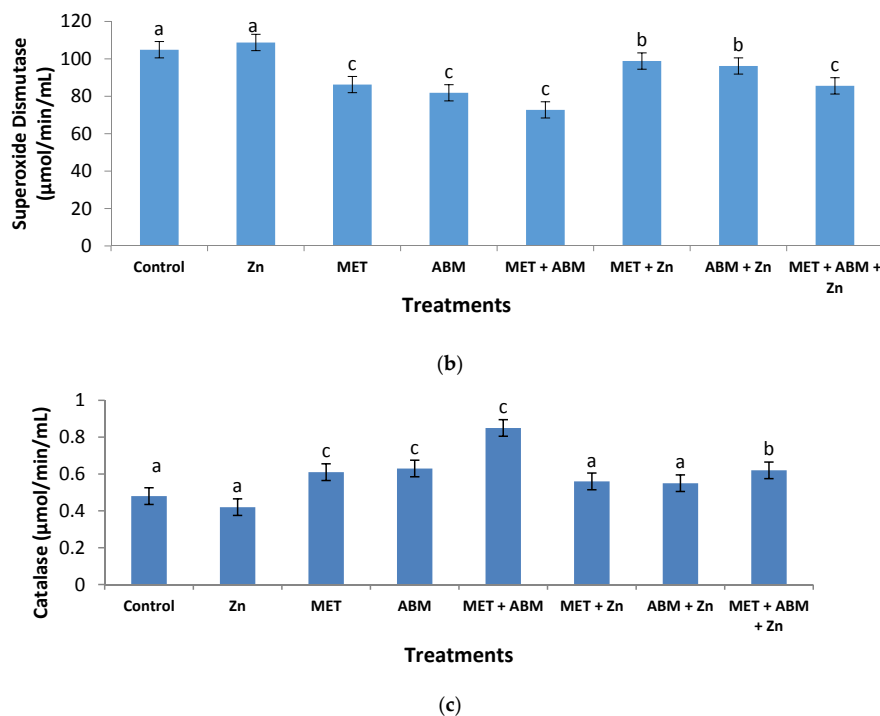 Superoxide Dismutase
(µmol/min/mL)
120
100
80
60
40
20
0
a
a
c
c
c
b
b
c
Control
Zn
MET
ABM
MET + ABM
MET + Zn
ABM + Zn
MET + ABM +
Zn
Treatments
(b)
Catalase (µmol/min/mL)
1
0.8
0.6
0.4
0.2
0
a
a
c
c
c
a
a
b
Control
Zn
MET
ABM
MET + ABM
MET + Zn
ABM + Zn
MET + ABM
+ Zn
Treatments
(c)